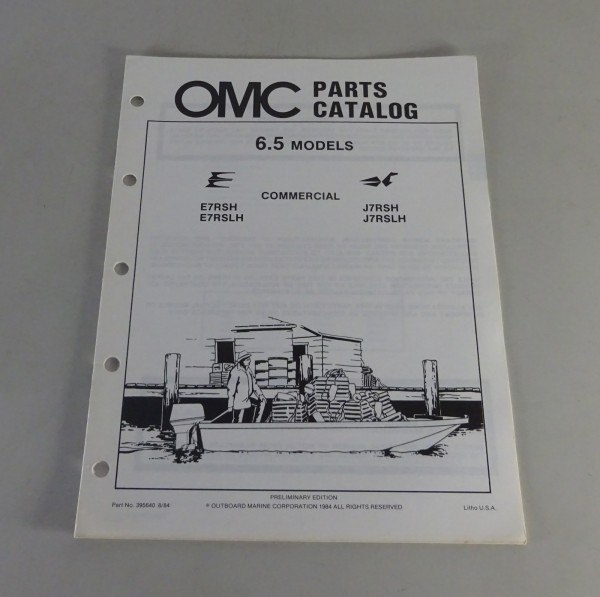 OMC PARTS CATALOG
6.5 MODELS
COMMERCIAL
E7RSH
E7RSLH
J7RSH
J7RSLH
PRELIMINARY EDITION
Part No. 395640 9/84
© OUTBOARD MARINE CORPORATION 1984 ALL RIGHTS RESERVED
Litho U.S.A.